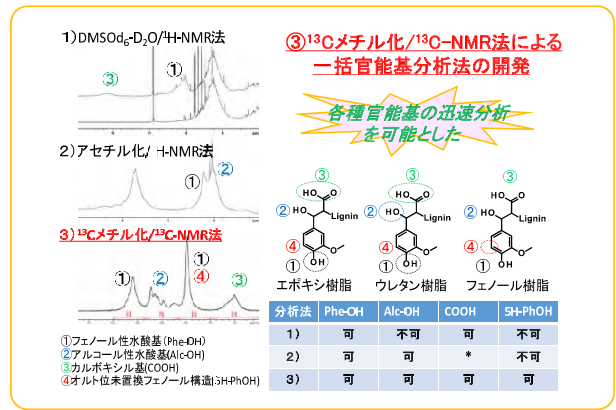 1)DMSOd₆-D₂O/¹H-NMR法
①
③
2)アセチル化/ H-NMR法
①
②
3)¹³Cメチル化/¹³C-NMR法
①
②
①
④
③
①フェノール性水酸基(Phe-OH)
②アルコール性水酸基(Alc-OH)
③カルボキシル基(COOH)
④オルト位未置換フェノール構造(5H-PhOH)
③¹³Cメチル化/¹³C-NMR法による
一括官能基分析法の開発
各種官能基の迅速分析
を可能とした
③
HO O
HO
②
Lignin
④
O
OH
①
エポキシ樹脂
③
HO O
②
HO
Lignin
④
O
OH
①
ウレタン樹脂
③
HO O
②
HO
Lignin
④
O
OH
①
フェノール樹脂
分析法 Phe-OH Alc-OH COOH 5H-PhOH
1) 可 不可 可 不可
2) 可 可 * 不可
3) 可 可 可 可